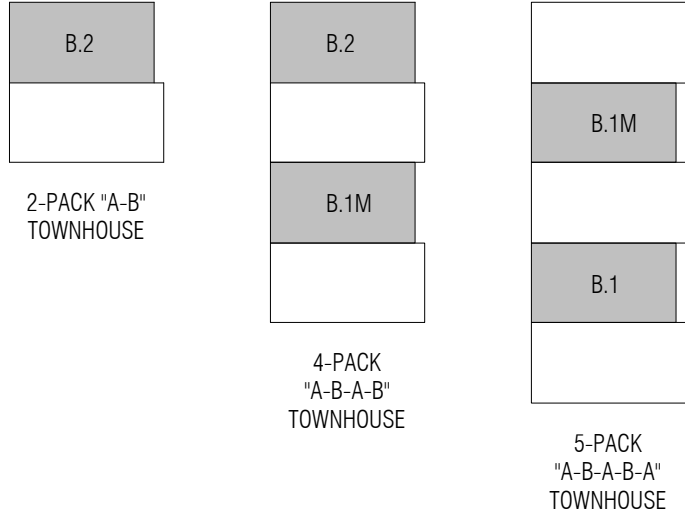 B.2
2-PACK "A-B"
TOWNHOUSE
B.2
B.1M
4-PACK
"A-B-A-B"
TOWNHOUSE
B.1M
B.1
5-PACK
"A-B-A-B-A"
TOWNHOUSE